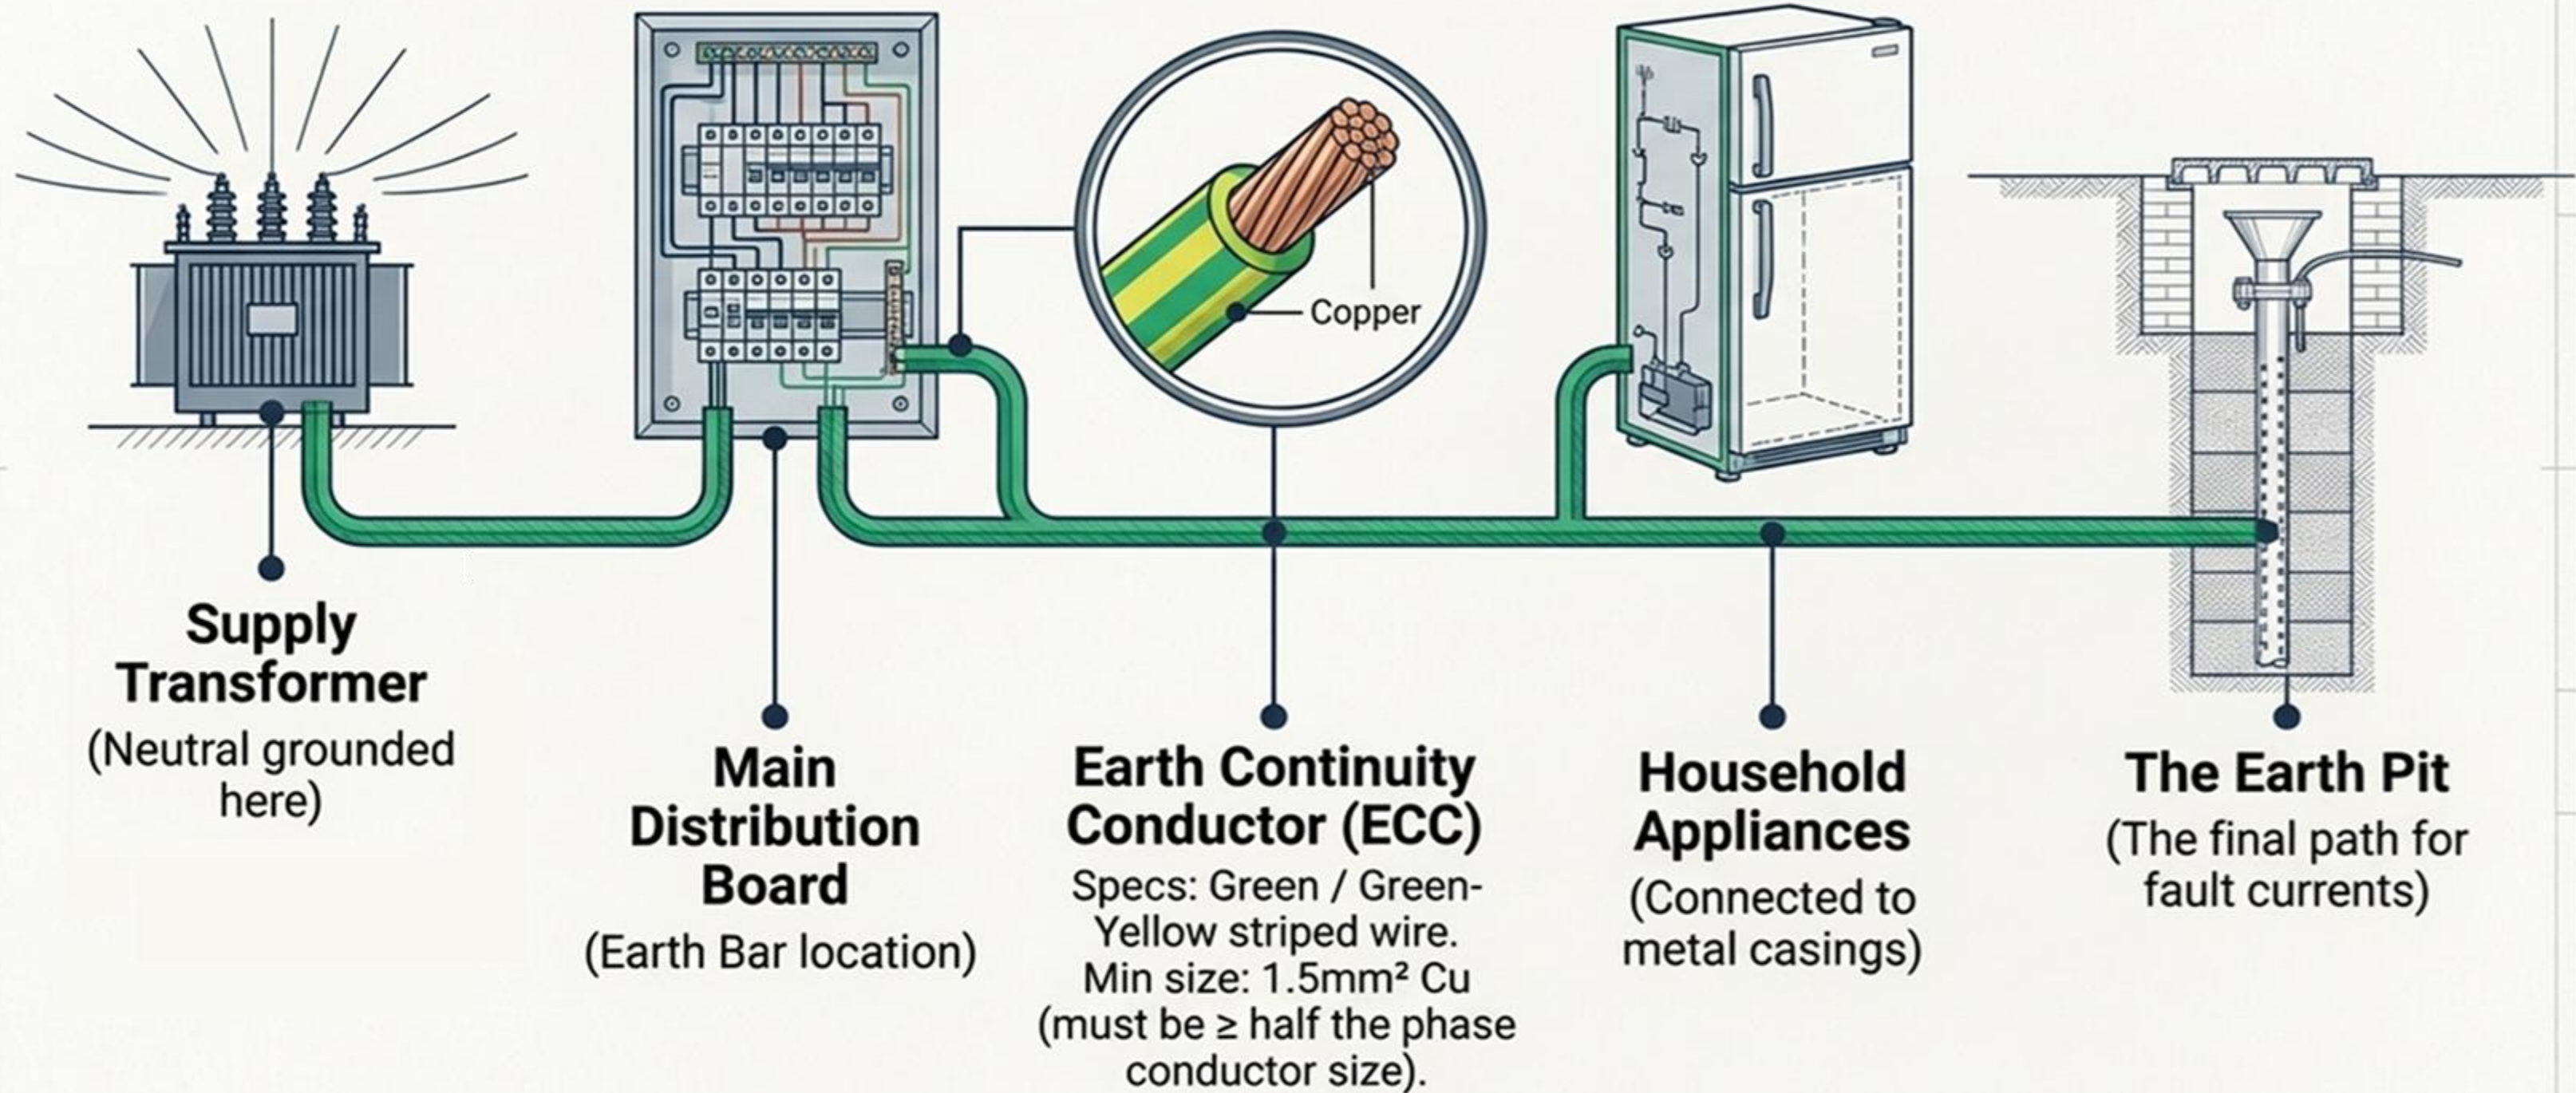 Copper
Supply
Transformer
(Neutral grounded
here)
Main
Distribution
Board
(Earth Bar location)
Earth Continuity
Conductor (ECC)
Specs: Green / Green-
Yellow striped wire.
Min size: 1.5mm² Cu
(must be ≥ half the phase
conductor size).
Household
Appliances
(Connected to
metal casings)
The Earth Pit
(The final path for
fault currents)